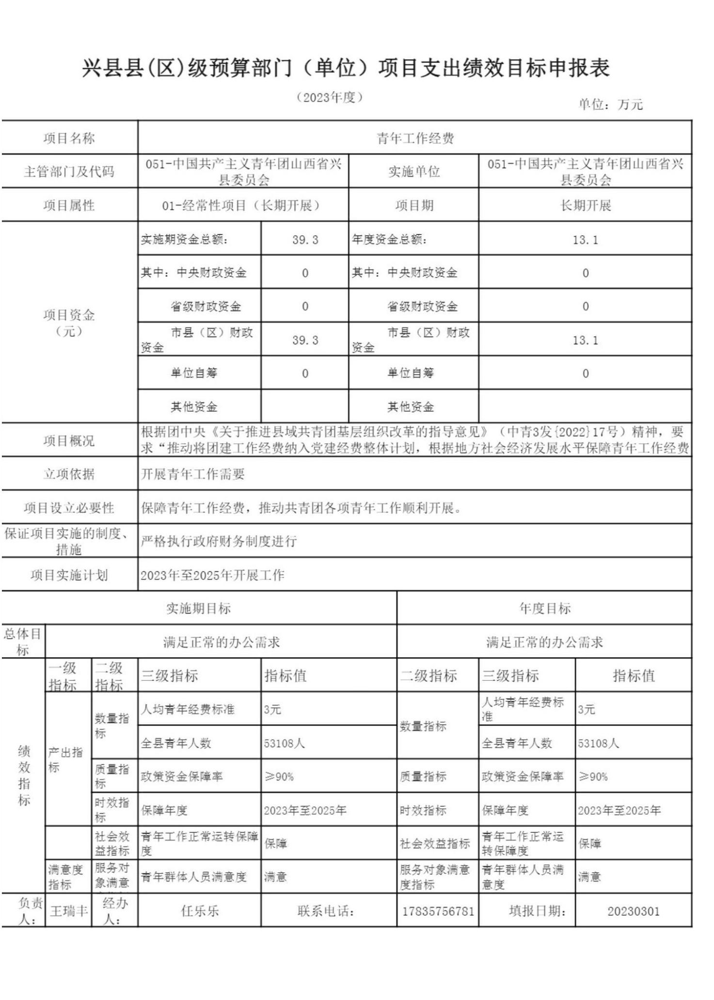 兴县县(区)级预算部门（单位）项目支出绩效目标申报表
（2023年度）
单位：万元
项目名称
青年工作经费
主管部门及代码
051-中国共产主义青年团山西省兴
县委员会
实施单位
051-中国共产主义青年团山西省兴
县委员会
项目属性
01-经常性项目（长期开展）
项目期
长期开展
项目资金
（元）
实施期资金总额：
39.3
年度资金总额：
13.1
其中：中央财政资金
0
其中：中央财政资金
0
省级财政资金
0
省级财政资金
0
市县（区）财政
资金
39.3
市县（区）财政
资金
13.1
单位自筹
0
单位自筹
0
其他资金
其他资金
项目概况
根据团中央《关于推进县域共青团基层组织改革的指导意见》（中青3发{2022}17号）精神，要
求“推动将团建工作经费纳入党建经费整体计划，根据地方社会经济发展水平保障青年工作经费
立项依据
开展青年工作需要
项目设立必要性
保障青年工作经费，推动共青团各项青年工作顺利开展。
保证项目实施的制度、
措施
严格执行政府财务制度进行
项目实施计划
2023年至2025年开展工作
实施期目标
年度目标
总体目
标
满足正常的办公需求
满足正常的办公需求
绩
效
指
标
一级
指标
二级
指标
三级指标
指标值
二级指标
三级指标
指标值
产出指
标
数量指
标
人均青年经费标准
3元
数量指标
人均青年经费标
准
3元
全县青年人数
53108人
全县青年人数
53108人
质量指
标
政策资金保障率
≥90%
质量指标
政策资金保障率
≥90%
时效指
标
保障年度
2023年至2025年
时效指标
保障年度
2023年至2025年
社会效
益指标
青年工作正常运转保障
度
保障
社会效益指标
青年工作正常运
转保障度
保障
满意度
指标
服务对
象满意
青年群体人员满意度
满意
服务对象满意
度指标
青年群体人员满
意度
满意
负责
人：
王瑞丰
经办
人：
任乐乐
联系电话：
17835756781
填报日期：
20230301